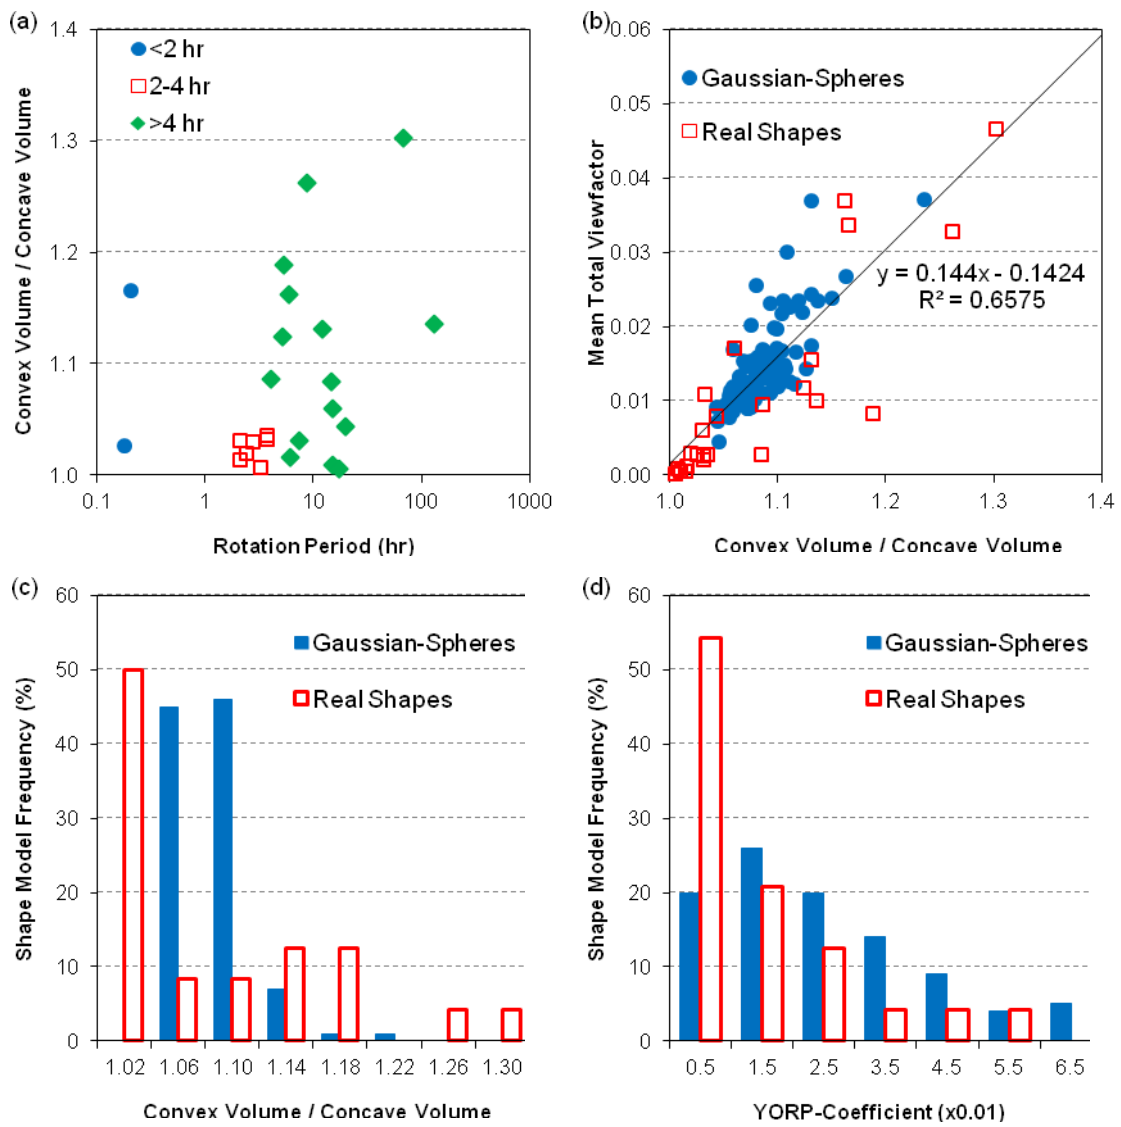 (a)
1.4
1.3
1.2
1.1
1.0
Convex Volume / Concave Volume
<2 hr
2-4 hr
>4 hr
0.1 1 10 100 1000
Rotation Period (hr)
(b)
0.06
0.05
0.04
0.03
0.02
0.01
0.00
Mean Total Viewfactor
Gaussian-Spheres
Real Shapes
y = 0.144x - 0.1424
R² = 0.6575
1.0 1.1 1.2 1.3 1.4
Convex Volume / Concave Volume
(c)
60
50
40
30
20
10
0
Shape Model Frequency (%)
Gaussian-Spheres
Real Shapes
1.02 1.06 1.10 1.14 1.18 1.22 1.26 1.30
Convex Volume / Concave Volume
(d)
60
50
40
30
20
10
0
Shape Model Frequency (%)
Gaussian-Spheres
Real Shapes
0.5 1.5 2.5 3.5 4.5 5.5 6.5
YORP-Coefficient (x0.01)